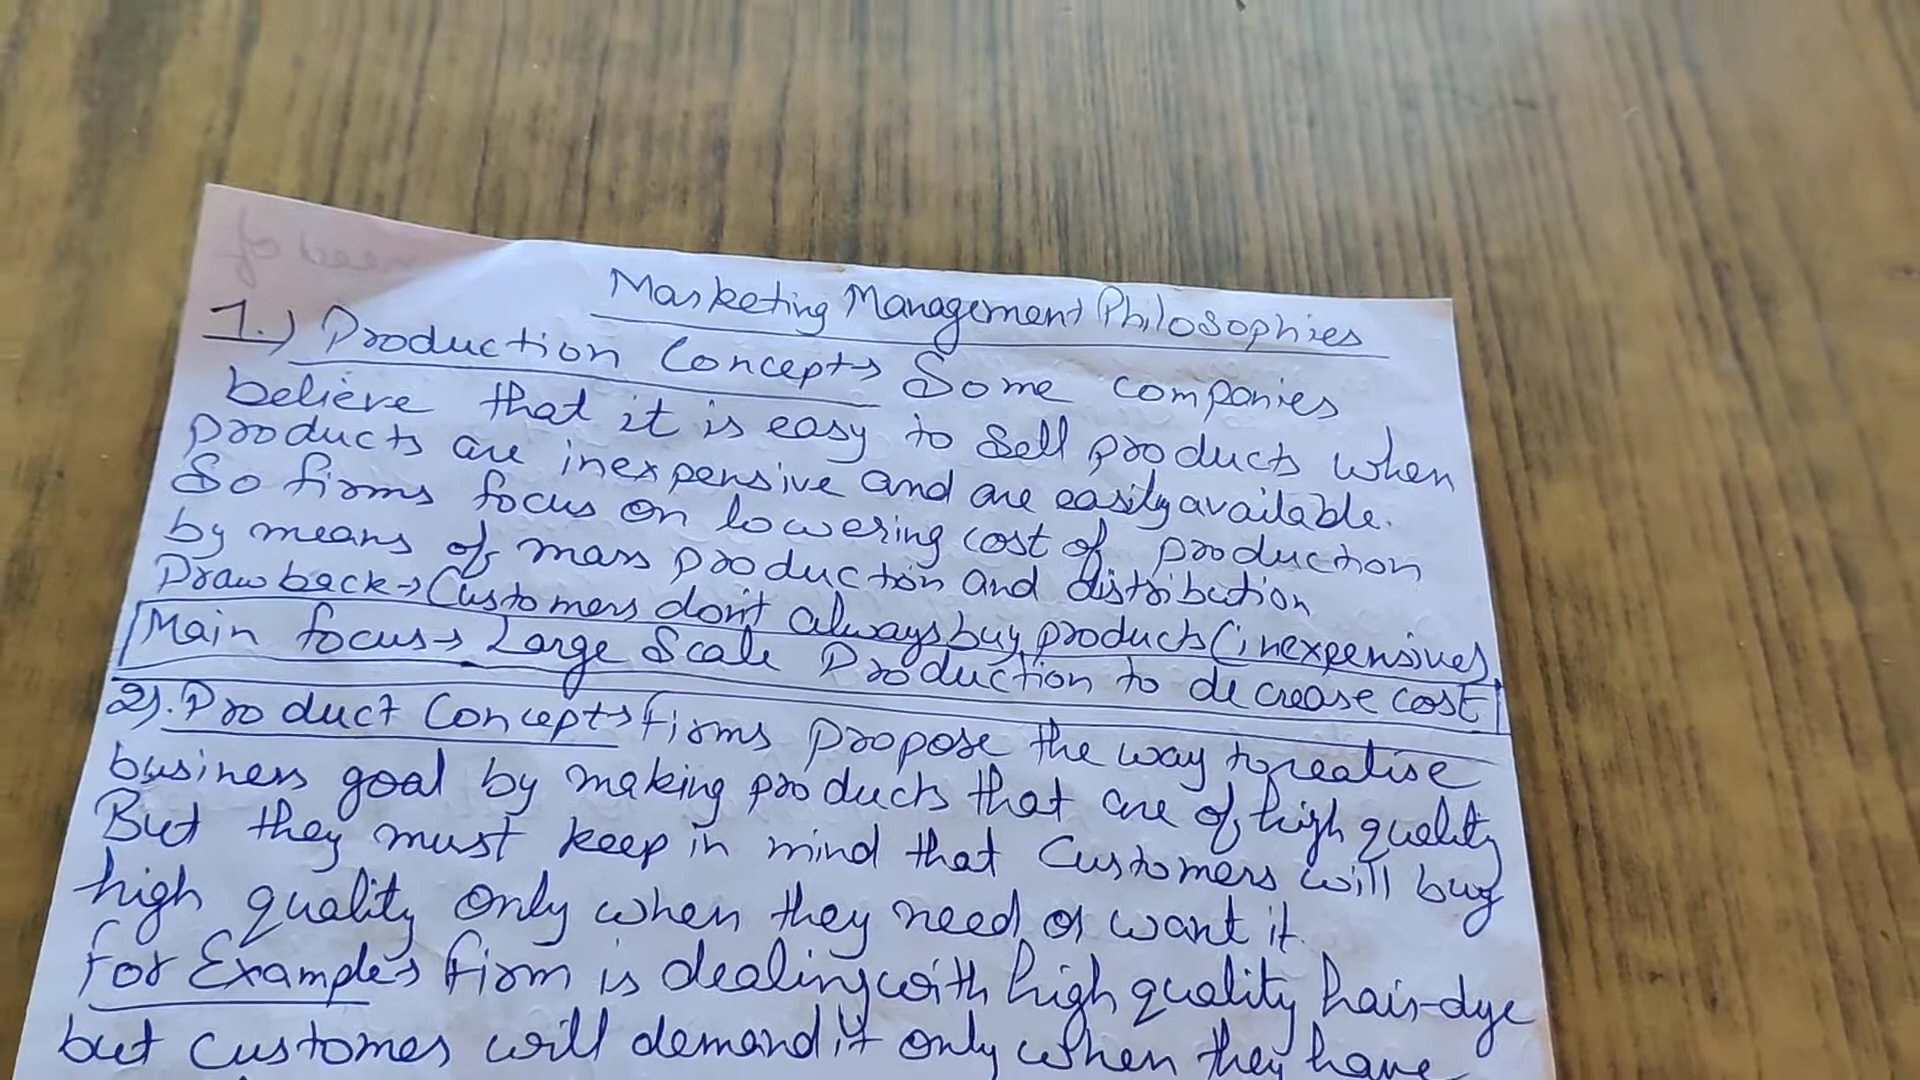 Marketing Management Philosophies
1.) Production Concept→ Some companies
believe that it is easy to sell products when
products are inexpensive and are easily available.
So firms focus on lowering cost of production
by means of mass production and distribution
Drawback→ Customers don't always buy products (inexpensive)
Main focus→ Large Scale Production to decrease cost
2). Product Concept→ firms propose the way to realise
business goal by making products that are of high quality
But they must keep in mind that Customers will buy
high quality only when they need or want it.
For Example→ firm is dealing with high quality hair-dye
but customers will demand it only when they have
need of